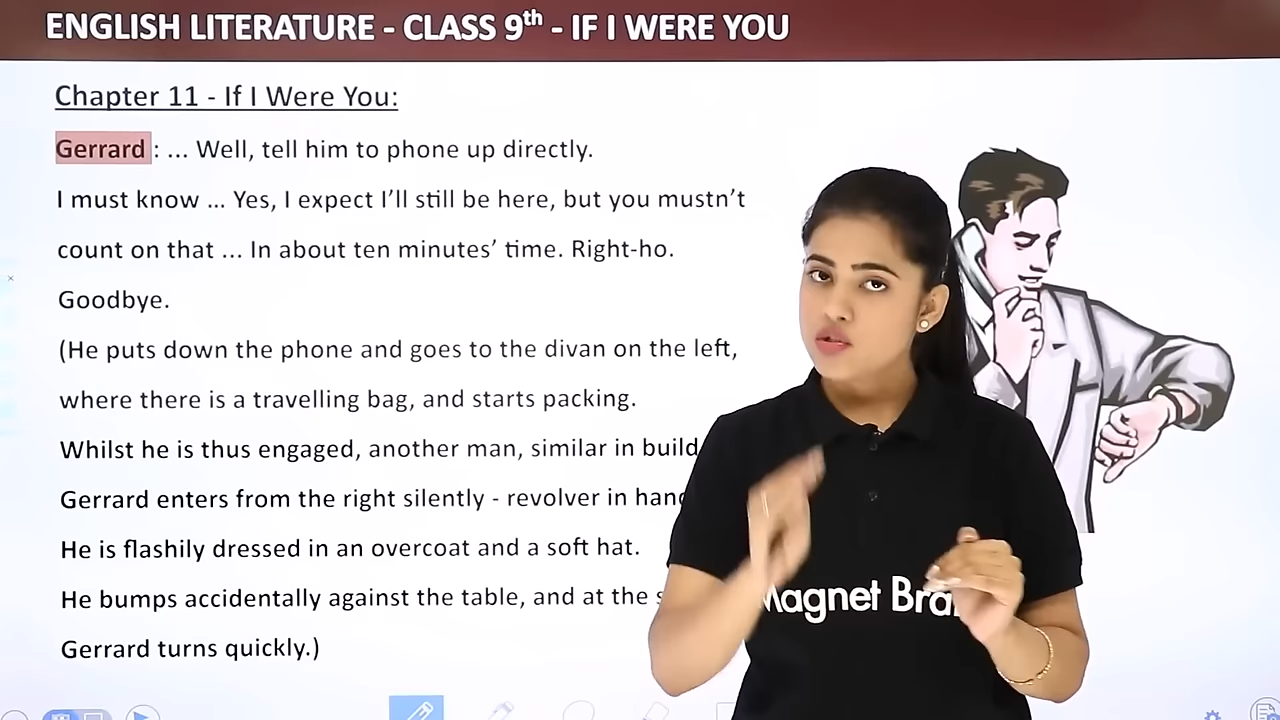 ENGLISH LITERATURE - CLASS 9th - IF I WERE YOU
Chapter 11 - If I Were You:
Gerrard : ... Well, tell him to phone up directly.
I must know ... Yes, I expect I'll still be here, but you mustn't
count on that ... In about ten minutes' time. Right-ho.
Goodbye.
(He puts down the phone and goes to the divan on the left,
where there is a travelling bag, and starts packing.
Whilst he is thus engaged, another man, similar in build
Gerrard enters from the right silently - revolver in
He is flashily dressed in an overcoat and a soft hat.
He bumps accidentally against the table, and at the
Gerrard turns quickly.)
Magnet